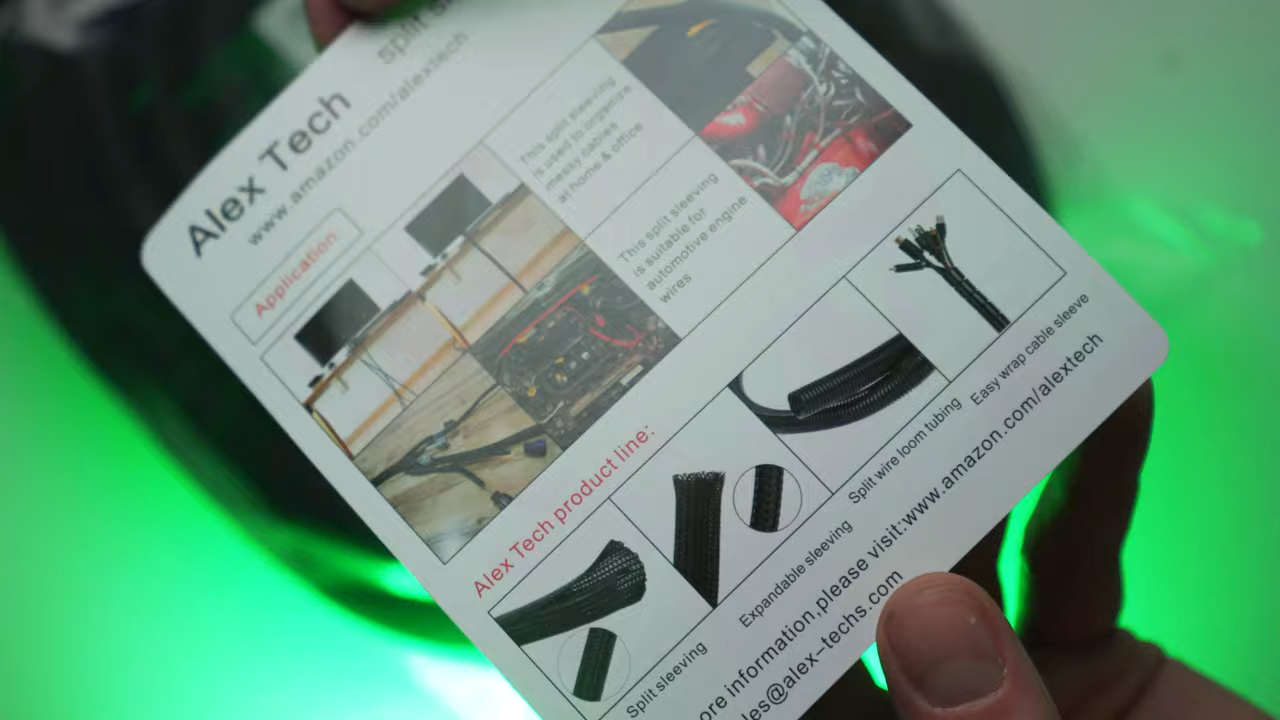 Alex Tech
split
www.amazon.com/alextech
Application
This split sleeving
is used to organize
messy cables
at home & office
This split sleeving
is suitable for
automotive engine
wires
Alex Tech product line:
Split sleeving
Expandable sleeving
Split wire loom tubing
Easy wrap cable sleeve
ore information,please visit:www.amazon.com/alextech
les@alex-techs.com